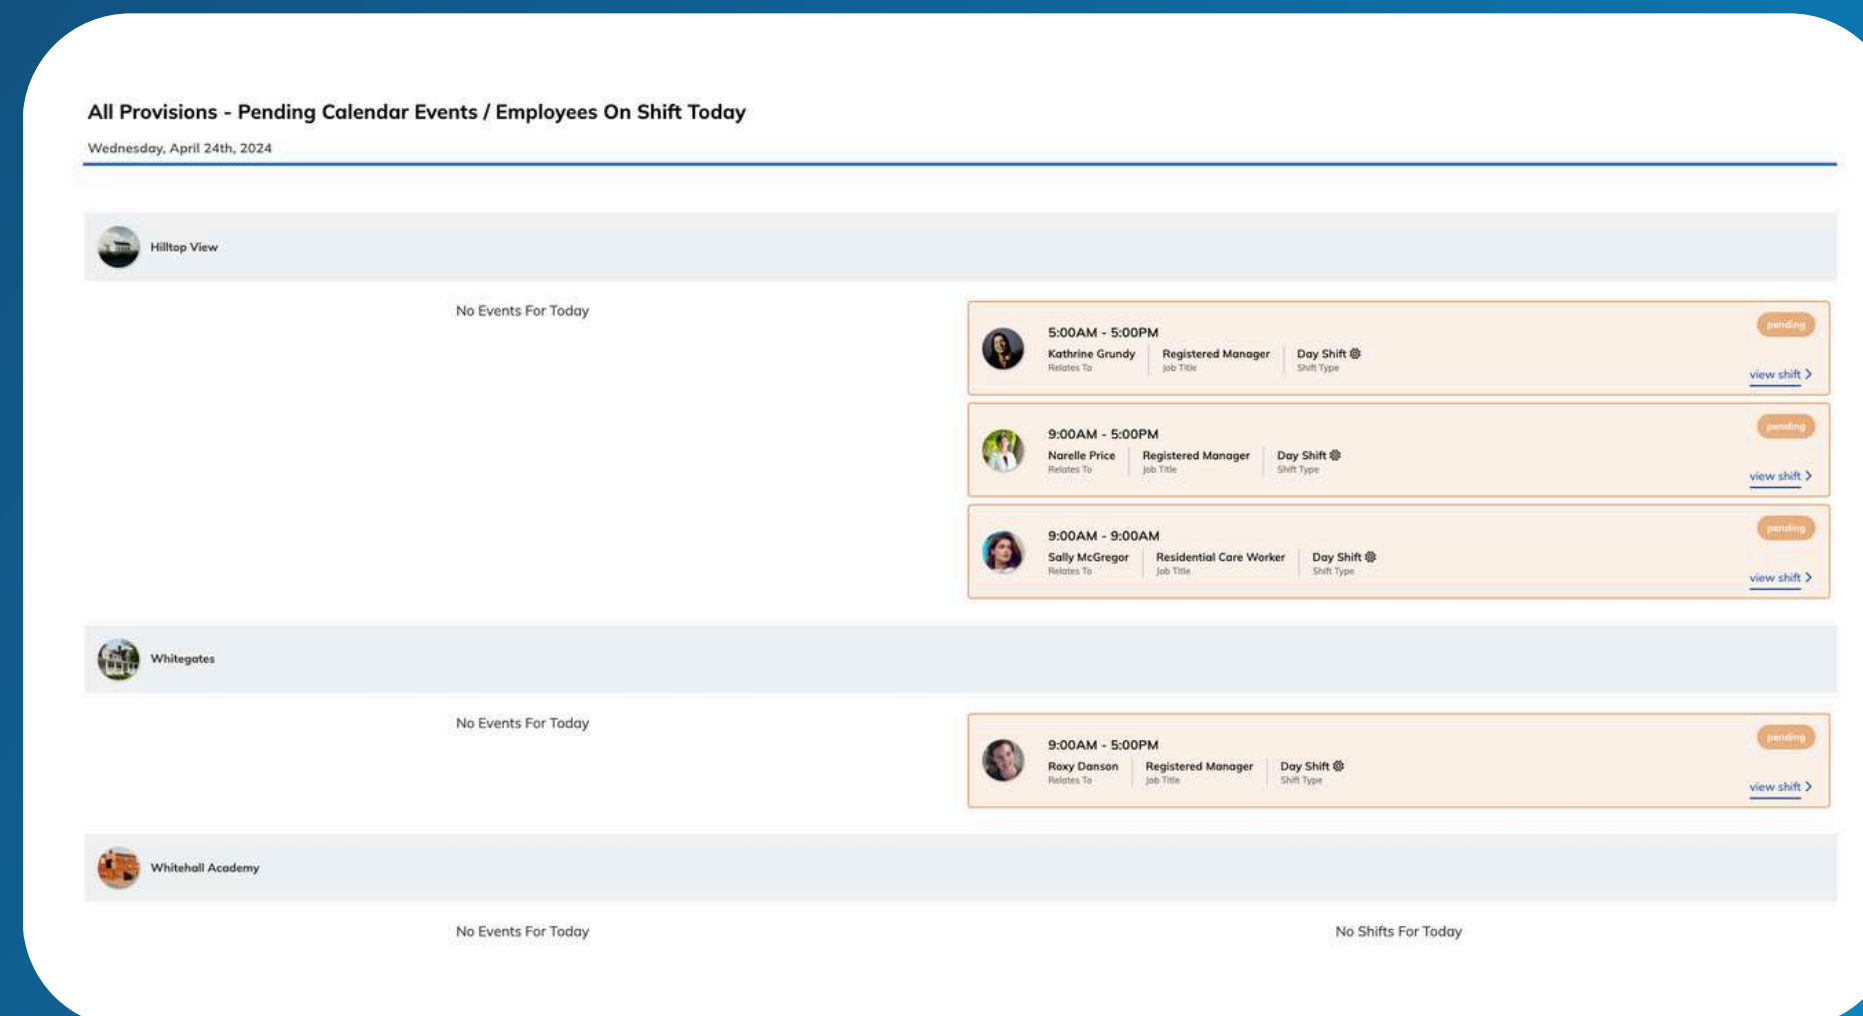 All Provisions - Pending Calendar Events / Employees On Shift Today
Wednesday, April 24th, 2024
Hilltop View
No Events For Today
5:00AM - 5:00PM
pending
Kathrine Grundy Registered Manager Day Shift
Relates To Job Title Shift Type
view shift
9:00AM - 5:00PM
pending
Narelle Price Registered Manager Day Shift
Relates To Job Title Shift Type
view shift
9:00AM - 9:00AM
pending
Sally McGregor Residential Care Worker Day Shift
Relates To Job Title Shift Type
view shift
Whitegates
No Events For Today
9:00AM - 5:00PM
pending
Roxy Danson Registered Manager Day Shift
Relates To Job Title Shift Type
view shift
Whitehall Academy
No Events For Today
No Shifts For Today